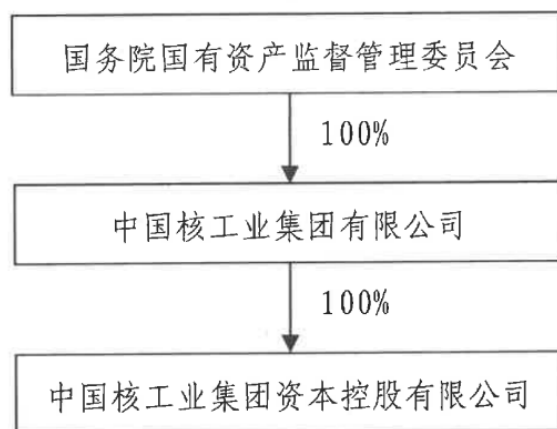 国务院国有资产监督管理委员会
100%
中国核工业集团有限公司
100%
中国核工业集团资本控股有限公司